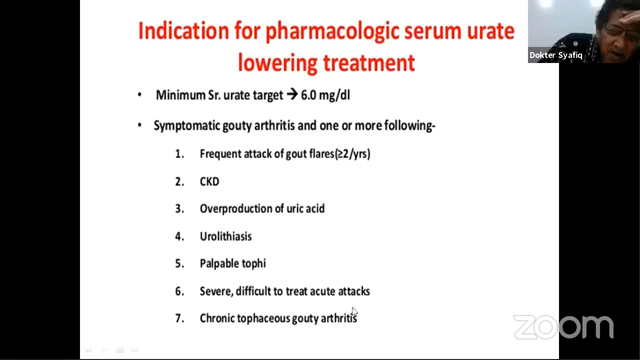 Indication for pharmacologic serum urate
lowering treatment
Dokter Syafiq
• Minimum Sr. urate target → 6.0 mg/dl
• Symptomatic gouty arthritis and one or more following-
1. Frequent attack of gout flares(≥2/yrs)
2. CKD
3. Overproduction of uric acid
4. Urolithiasis
5. Palpable tophi
6. Severe, difficult to treat acute attacks
7. Chronic tophaceous gouty arthritis
zoom